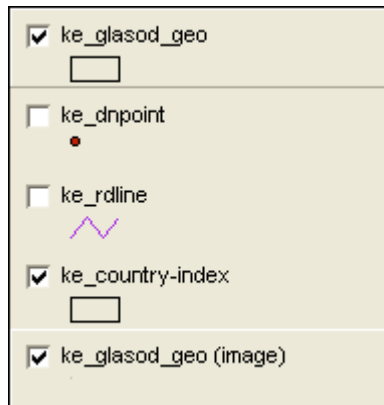 ke_glasod_geo
ke_dnpoint
ke_rdline
ke_country-index
ke_glasod_geo (image)